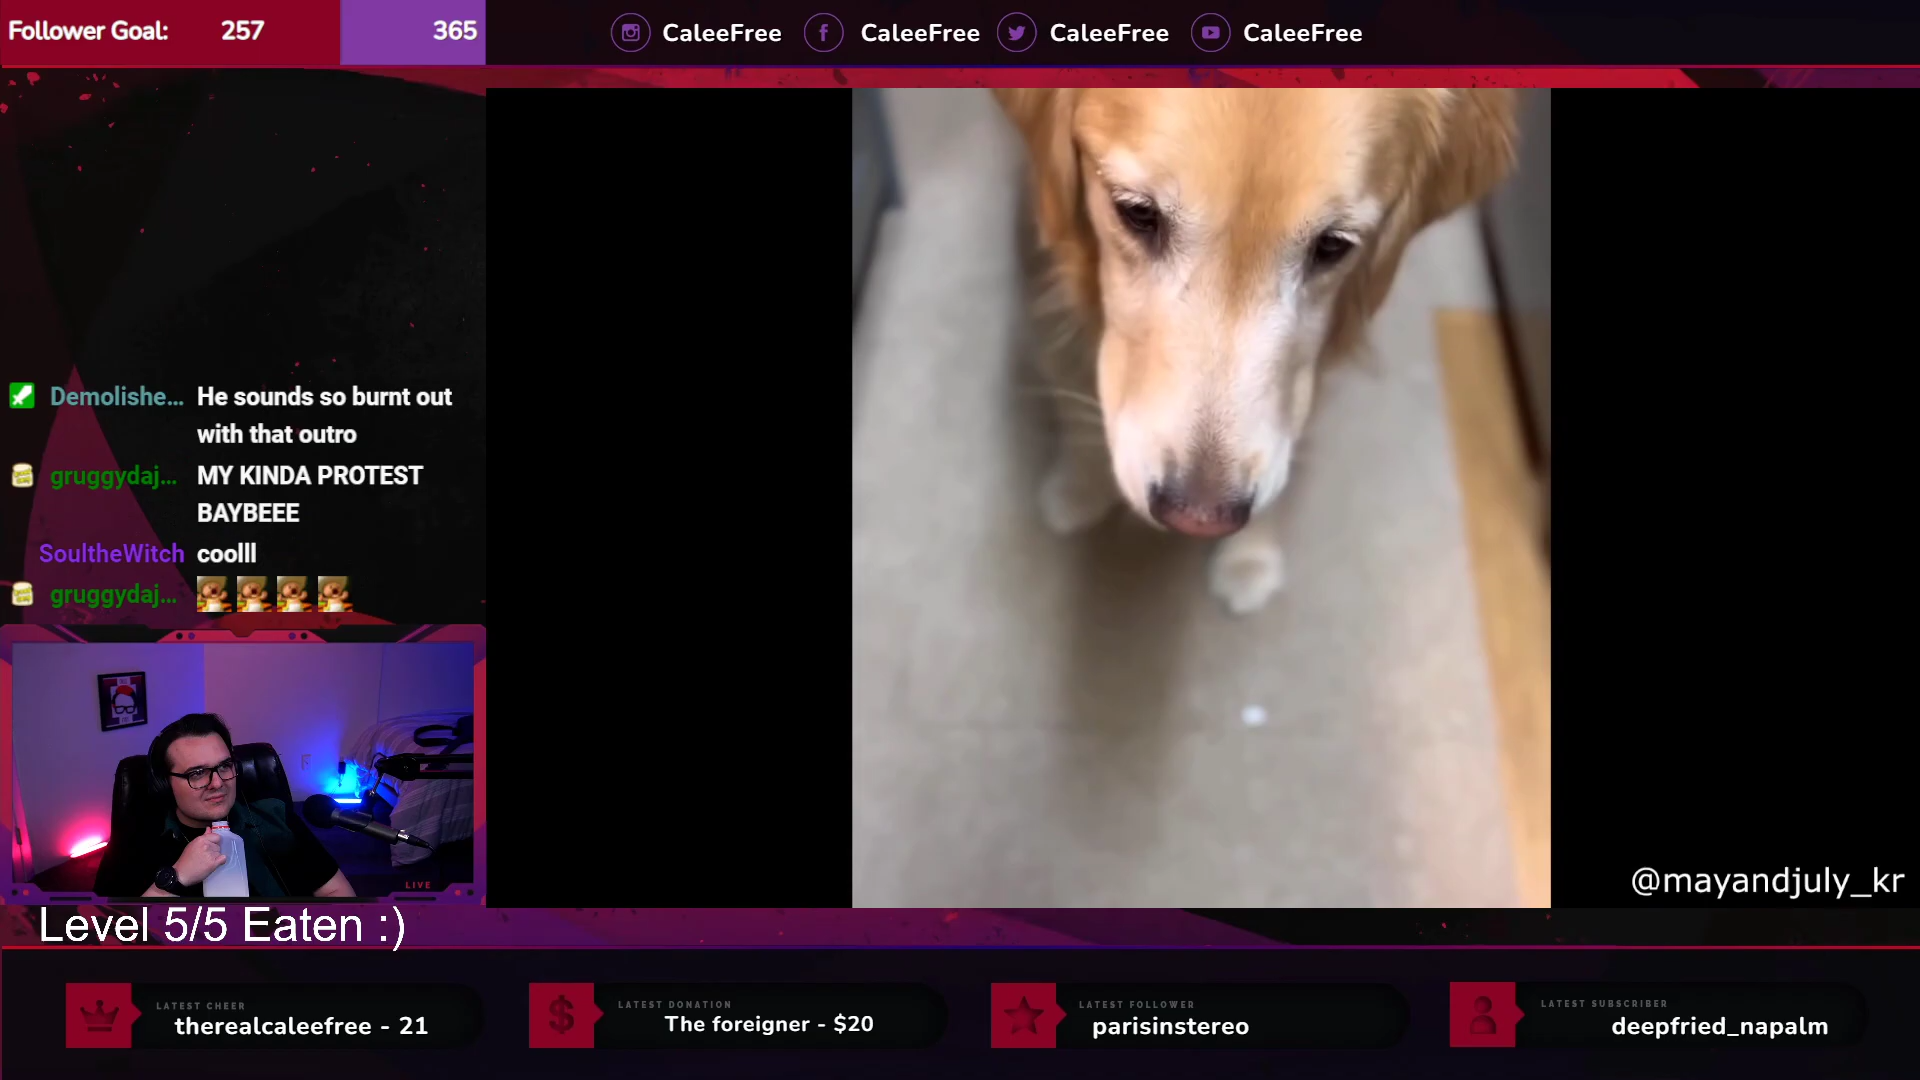 Follower Goal: 257 365
CaleeFree CaleeFree CaleeFree CaleeFree
Demolishe... He sounds so burnt out
with that outro
gruggydaj... MY KINDA PROTEST
BAYBEEE
SoultheWitch coolll
gruggydaj...
LIVE
@mayandjuly_kr
Level 5/5 Eaten :)
LATEST CHEER
therealcaleefree - 21
LATEST DONATION
The foreigner - $20
LATEST FOLLOWER
parisinstereo
LATEST SUBSCRIBER
deepfried_napalm